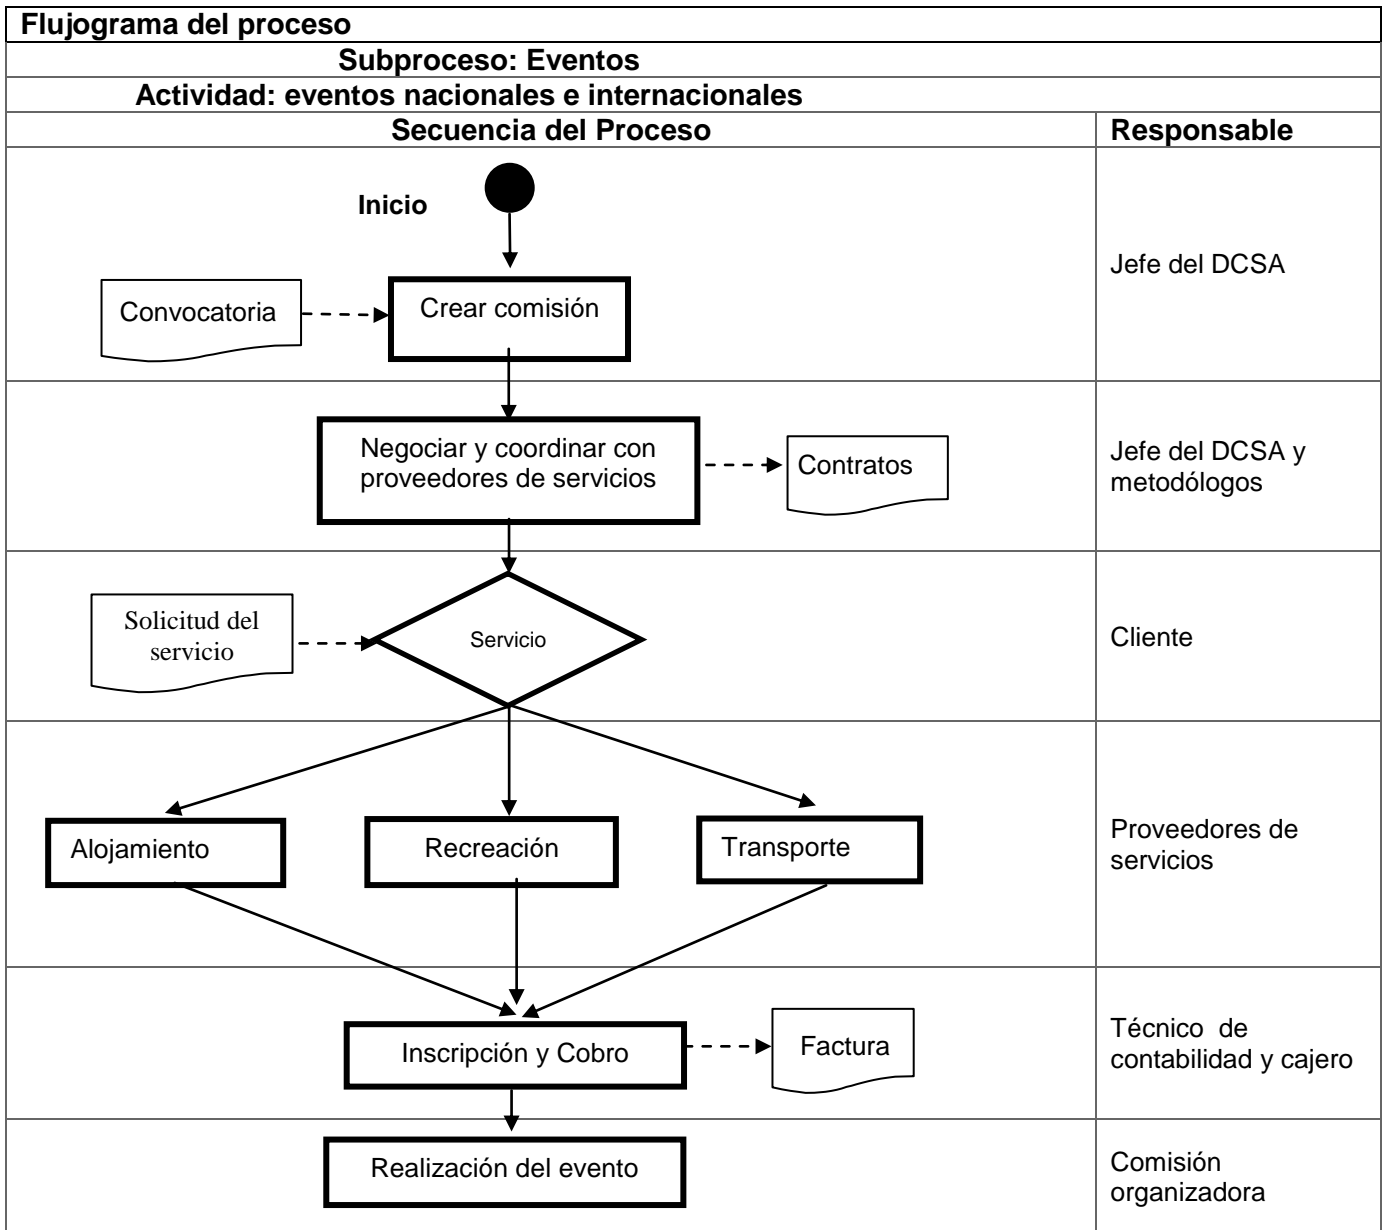 Flujograma del proceso
Subproceso: Eventos
Actividad: eventos nacionales e internacionales
Secuencia del Proceso
Responsable
Inicio
Jefe del DCSA
Convocatoria
Crear comisión
Negociar y coordinar con
proveedores de servicios
Contratos
Jefe del DCSA y
metodólogos
Solicitud del
servicio
Servicio
Cliente
Alojamiento
Recreación
Transporte
Proveedores de
servicios
Inscripción y Cobro
Factura
Técnico  de
contabilidad y cajero
Realización del evento
Comisión
organizadora